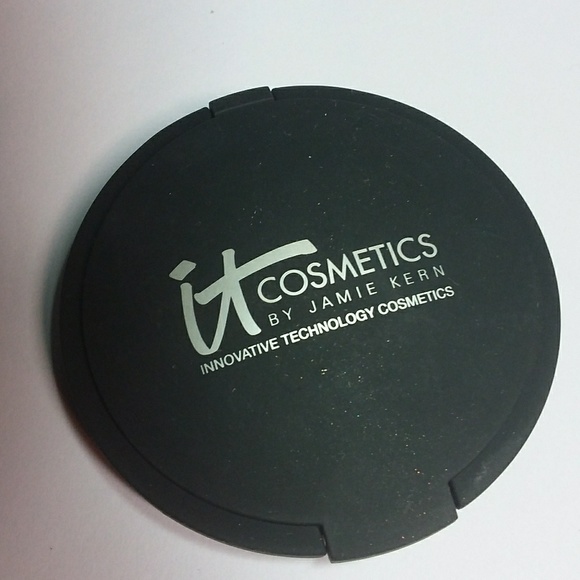 it COSMETICS
BY JAMIE KERN
INNOVATIVE TECHNOLOGY COSMETICS